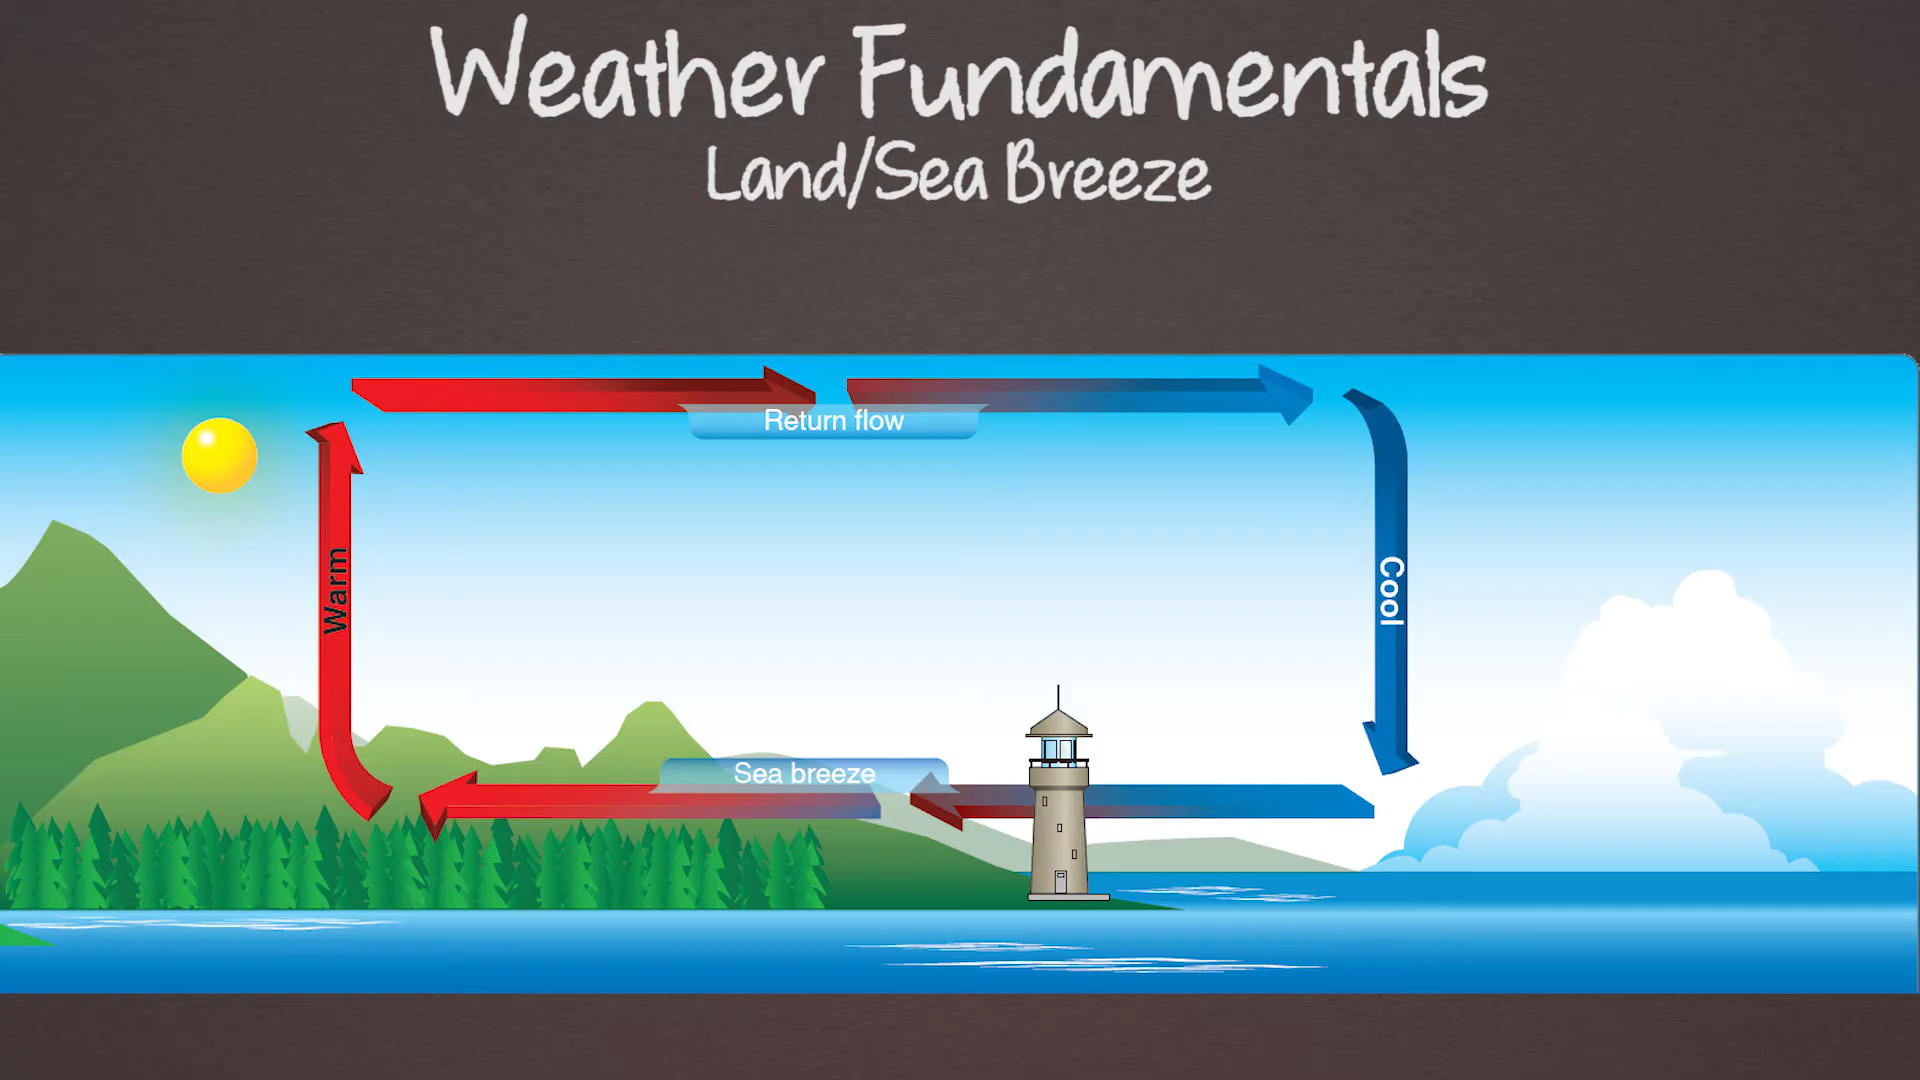 Weather Fundamentals
Land/Sea Breeze
Return flow
Warm
Cool
Sea breeze